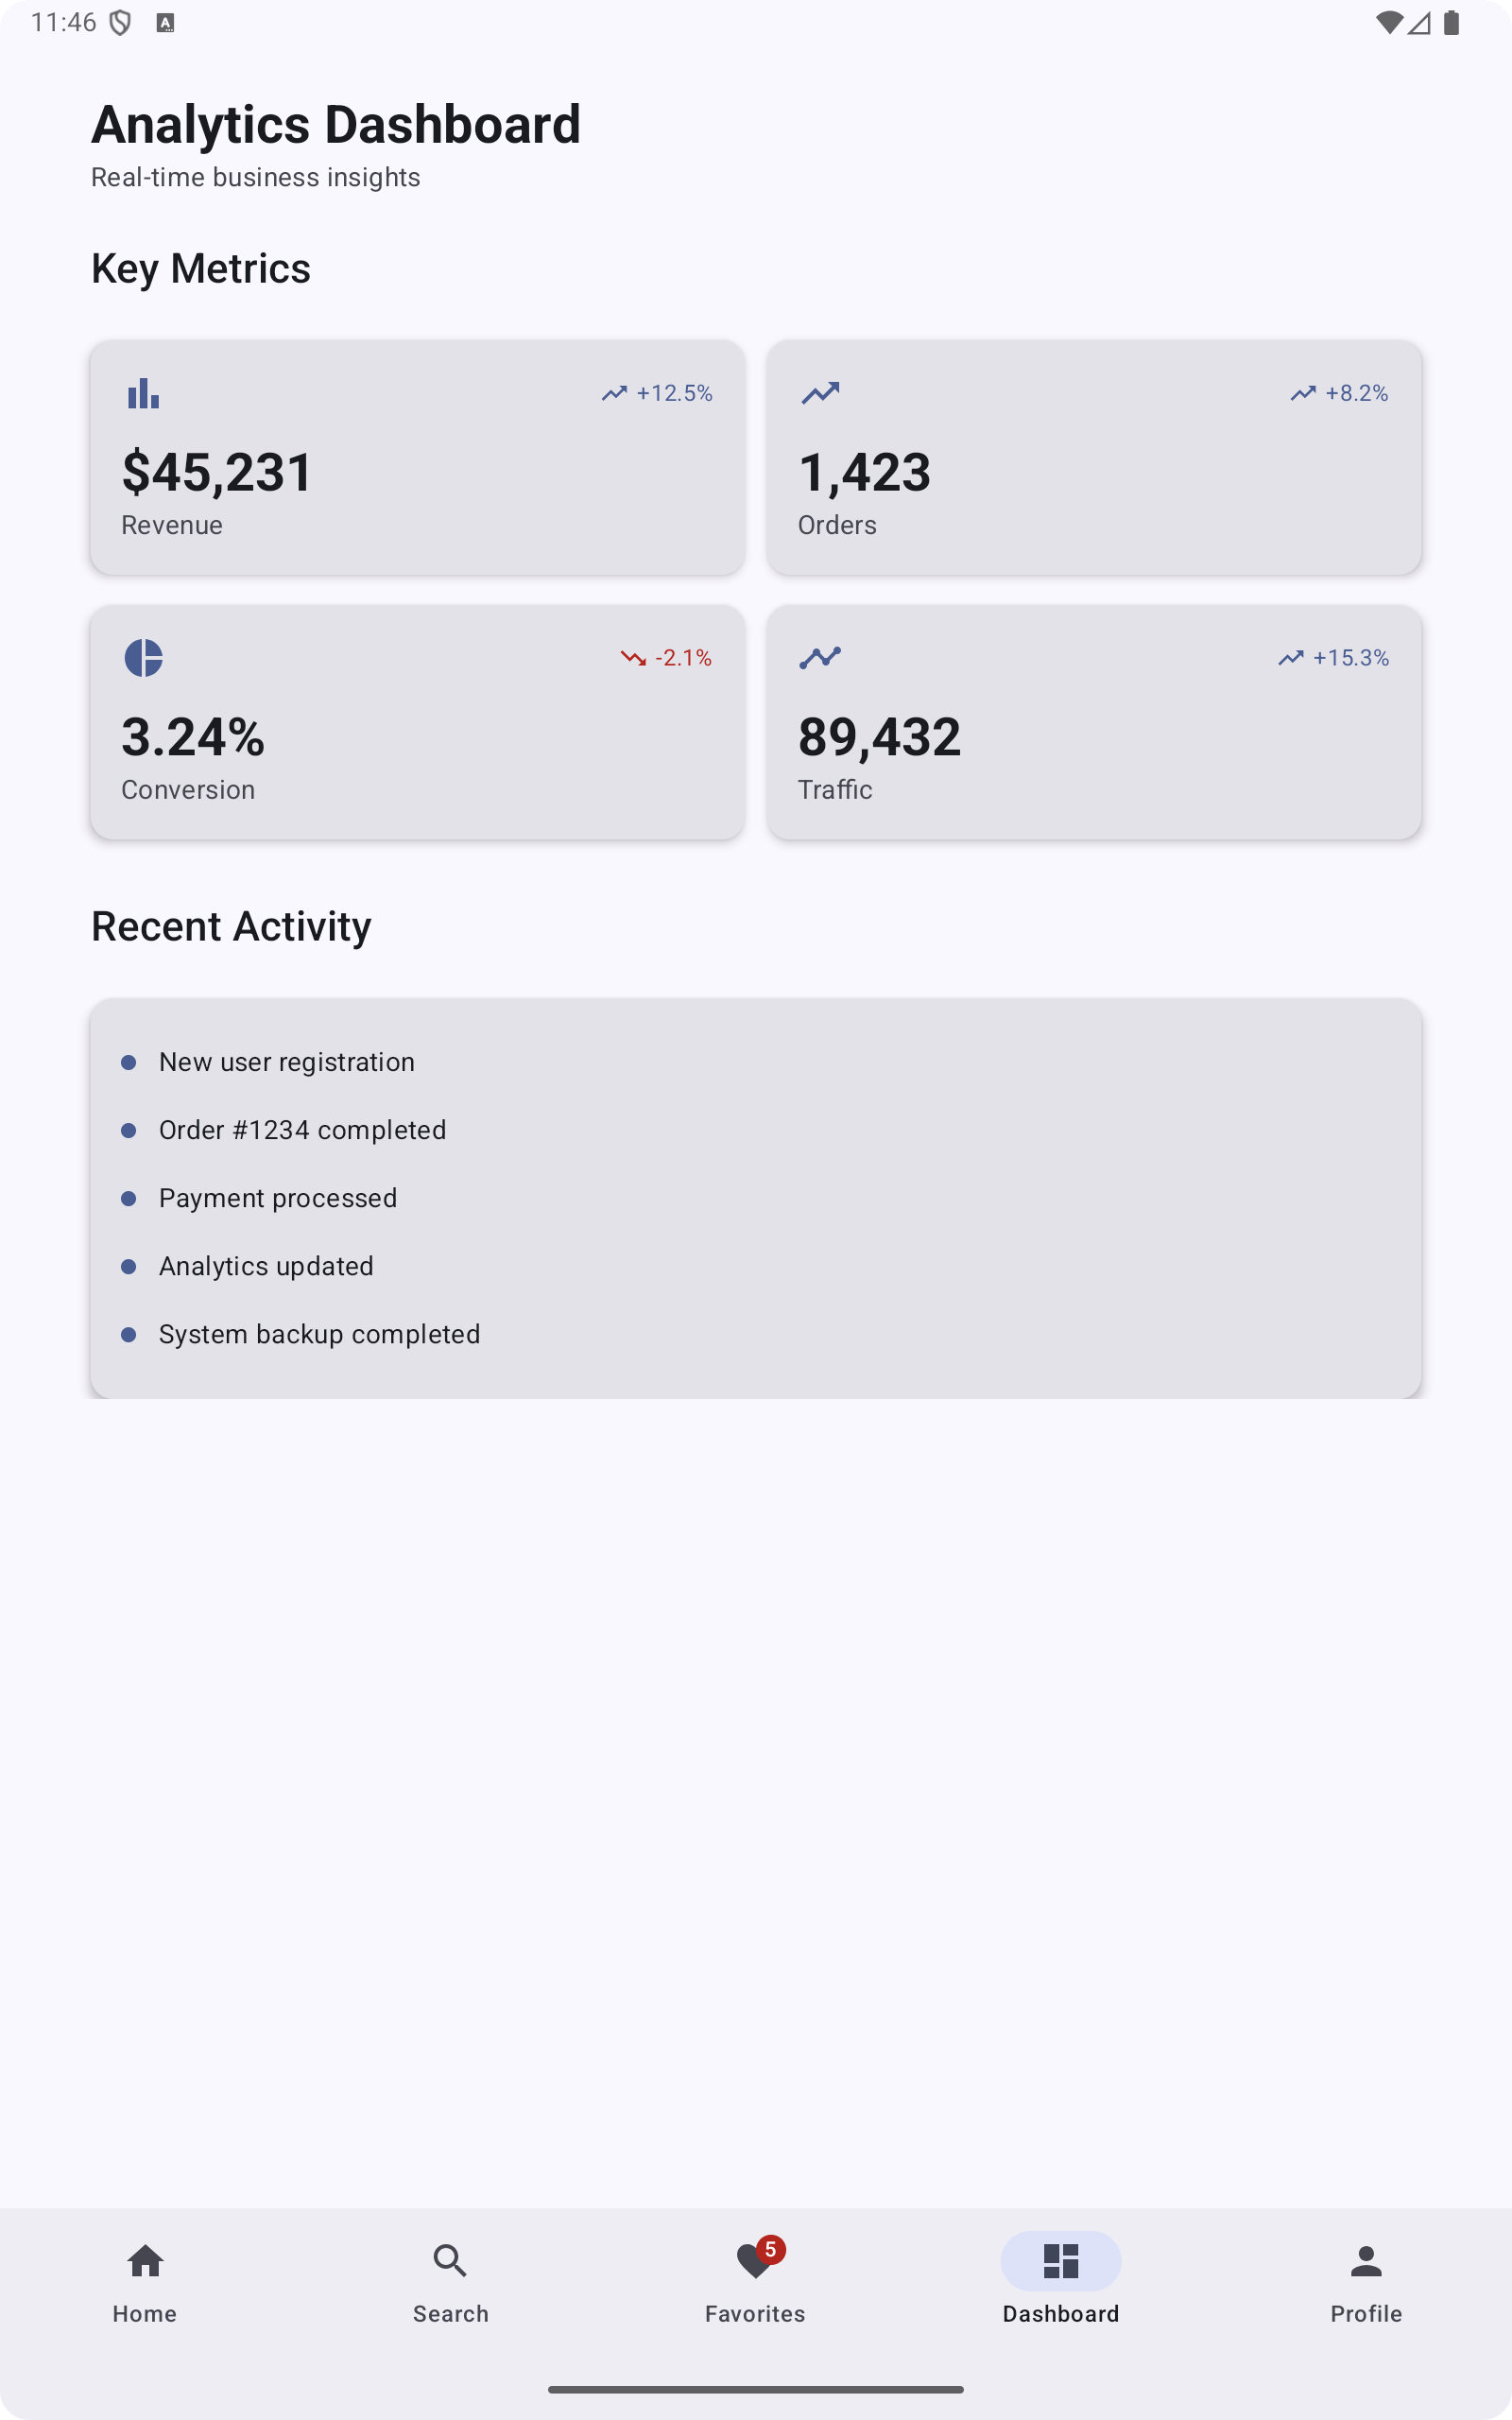 11:46
Analytics Dashboard
Real-time business insights
Key Metrics
+12.5%
$45,231
Revenue
+8.2%
1,423
Orders
-2.1%
3.24%
Conversion
+15.3%
89,432
Traffic
Recent Activity
New user registration
Order #1234 completed
Payment processed
Analytics updated
System backup completed
5
Home
Search
Favorites
Dashboard
Profile